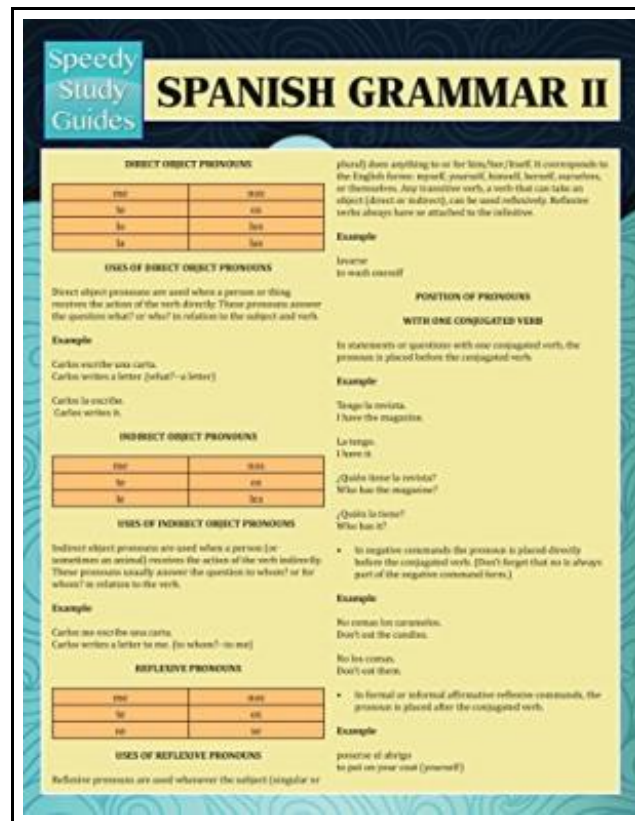 Speedy
Study
Guides
SPANISH GRAMMAR II
DIRECT OBJECT PRONOUNS
me nos
te os
lo los
la las
USES OF DIRECT OBJECT PRONOUNS
Direct object pronouns are used when a person or thing
receives the action of the verb directly. These pronouns answer
the question what? or who? in relation to the subject and verb.
Example
Carlos escribe una carta.
Carlos writes a letter (what?--a letter)
Carlos la escribe.
Carlos writes it.
INDIRECT OBJECT PRONOUNS
me nos
te os
le les
USES OF INDIRECT OBJECT PRONOUNS
Indirect object pronouns are used when a person (or
sometimes an animal) receives the action of the verb indirectly.
These pronouns usually answer the question to whom? or for
whom? in relation to the verb.
Example
Carlos me escribe una carta.
Carlos writes a letter to me. (to whom?--to me)
REFLEXIVE PRONOUNS
me nos
te os
se se
USES OF REFLEXIVE PRONOUNS
Reflexive pronouns are used whenever the subject (singular or
plural) does anything to or for him/her/itself. It corresponds to
the English forms: myself, yourself, himself, herself, ourselves,
or themselves. Any transitive verb, a verb that can take an
object (direct or indirect), can be used reflexively. Reflexive
verbs always have se attached to the infinitive.
Example
lavarse
to wash oneself
POSITION OF PRONOUNS
WITH ONE CONJUGATED VERB
In statements or questions with one conjugated verb, the
pronoun is placed before the conjugated verb.
Example
Tengo la revista.
I have the magazine.
La tengo.
I have it.
¿Quién tiene la revista?
Who has the magazine?
¿Quién la tiene?
Who has it?
• In negative commands the pronoun is placed directly
before the conjugated verb. (Don't forget that no is always
part of the negative command form.)
Example
No comas los caramelos.
Don't eat the candies.
No los comas.
Don't eat them.
• In formal or informal affirmative reflexive commands, the
pronoun is placed after the conjugated verb.
Example
ponerse el abrigo
to put on your coat (yourself)